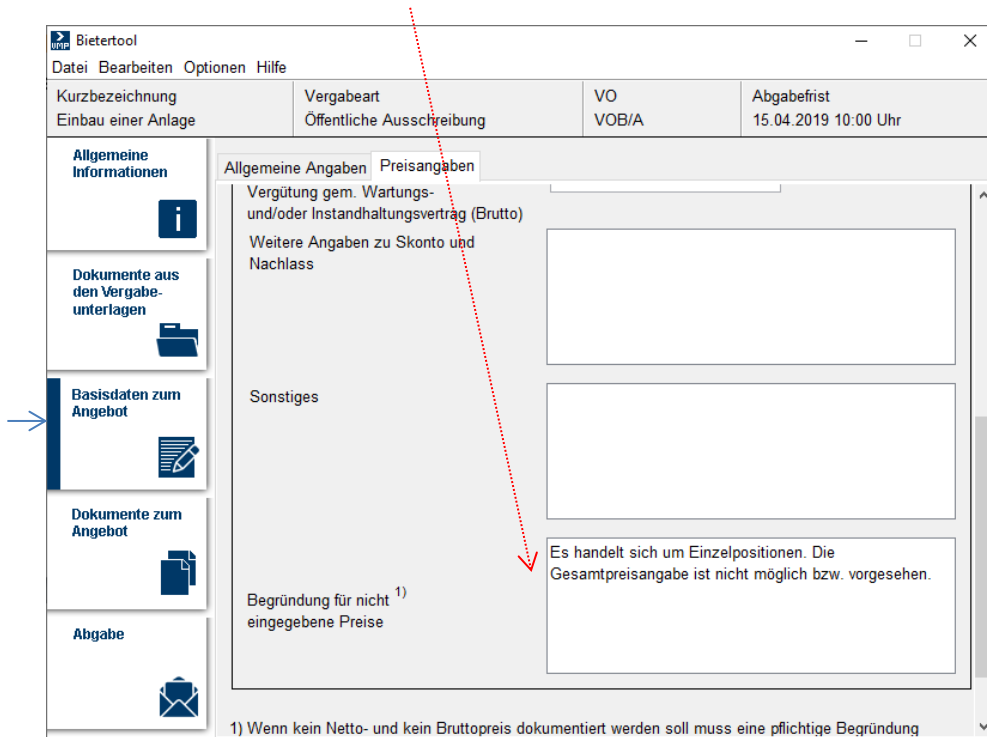 VMP
Bietertool
Datei Bearbeiten Optionen Hilfe
Kurzbezeichnung
Einbau einer Anlage
Vergabeart
Öffentliche Ausschreibung
VO
VOB/A
Abgabefrist
15.04.2019 10:00 Uhr
Allgemeine
Informationen
i
Dokumente aus
den Vergabe-
unterlagen
Basisdaten zum
Angebot
Dokumente zum
Angebot
Abgabe
Allgemeine Angaben Preisangaben
Vergütung gem. Wartungs-
und/oder Instandhaltungsvertrag (Brutto)
Weitere Angaben zu Skonto und
Nachlass
Sonstiges
Begründung für nicht 1)
eingegebene Preise
Es handelt sich um Einzelpositionen. Die
Gesamtpreisangabe ist nicht möglich bzw. vorgesehen.
1) Wenn kein Netto- und kein Bruttopreis dokumentiert werden soll muss eine pflichtige Begründung